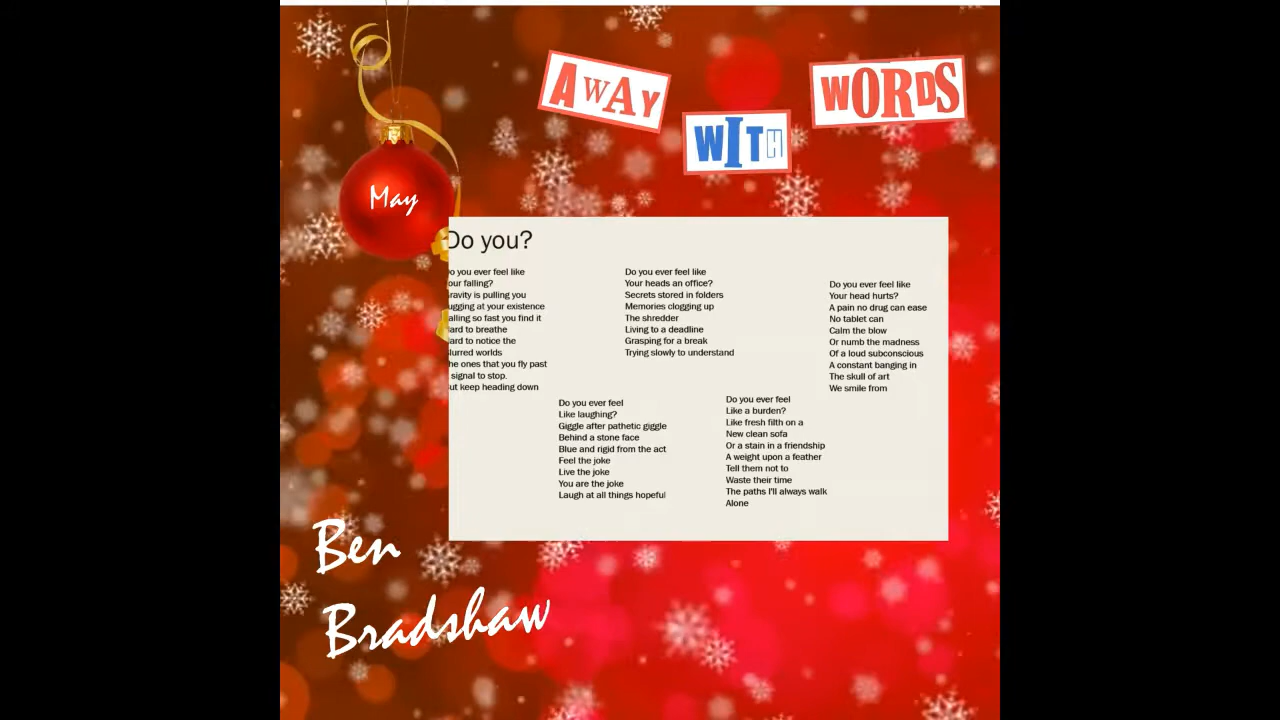 AWAY
WITH
WORDS
May
Do you?
o you ever feel like
our falling?
ravity is pulling you
ugging at your existence
alling so fast you find it
ard to breathe
ard to notice the
lurred worlds
he ones that you fly past
signal to stop.
ut keep heading down
Do you ever feel like
Your heads an office?
Secrets stored in folders
Memories clogging up
The shredder
Living to a deadline
Grasping for a break
Trying slowly to understand
Do you ever feel like
Your head hurts?
A pain no drug can ease
No tablet can
Calm the blow
Or numb the madness
Of a loud subconscious
A constant banging in
The skull of art
We smile from
Do you ever feel
Like laughing?
Giggle after pathetic giggle
Behind a stone face
Blue and rigid from the act
Feel the joke
Live the joke
You are the joke
Laugh at all things hopeful
Do you ever feel
Like a burden?
Like fresh filth on a
New clean sofa
Or a stain in a friendship
A weight upon a feather
Tell them not to
Waste their time
The paths I'll always walk
Alone
Ben
Bradshaw